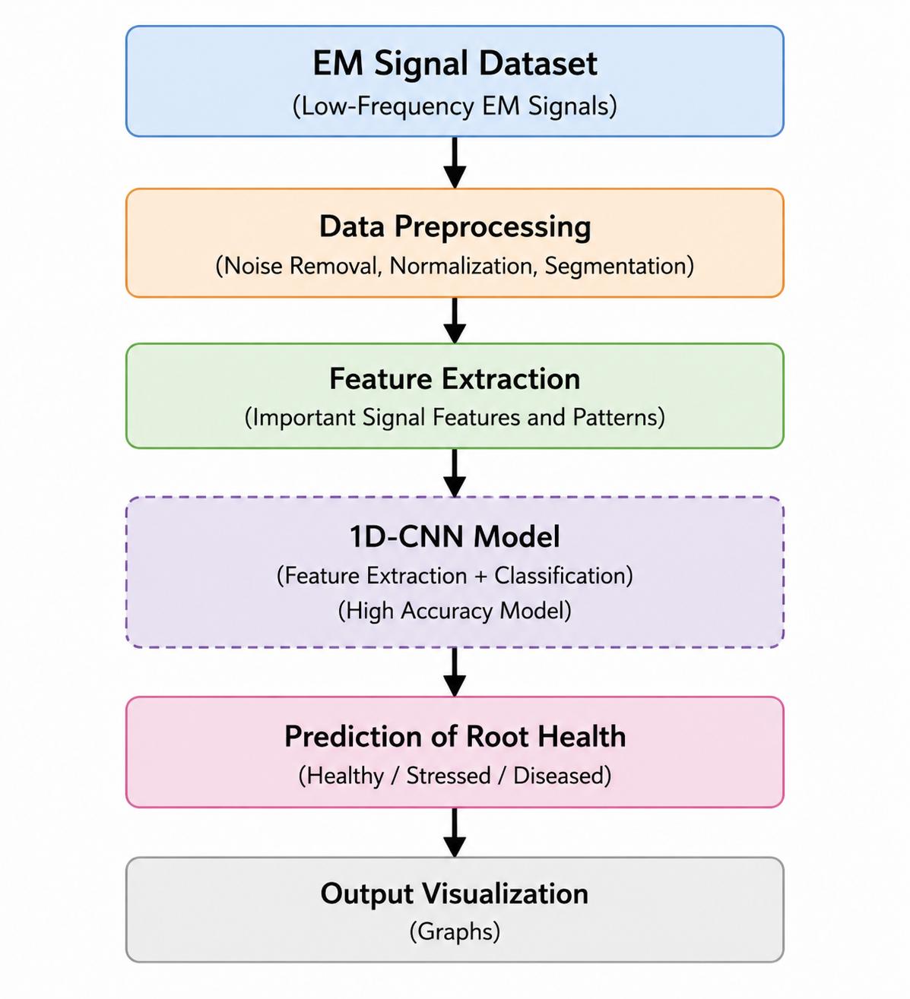 EM Signal Dataset
(Low-Frequency EM Signals)
Data Preprocessing
(Noise Removal, Normalization, Segmentation)
Feature Extraction
(Important Signal Features and Patterns)
1D-CNN Model
(Feature Extraction + Classification)
(High Accuracy Model)
Prediction of Root Health
(Healthy / Stressed / Diseased)
Output Visualization
(Graphs)